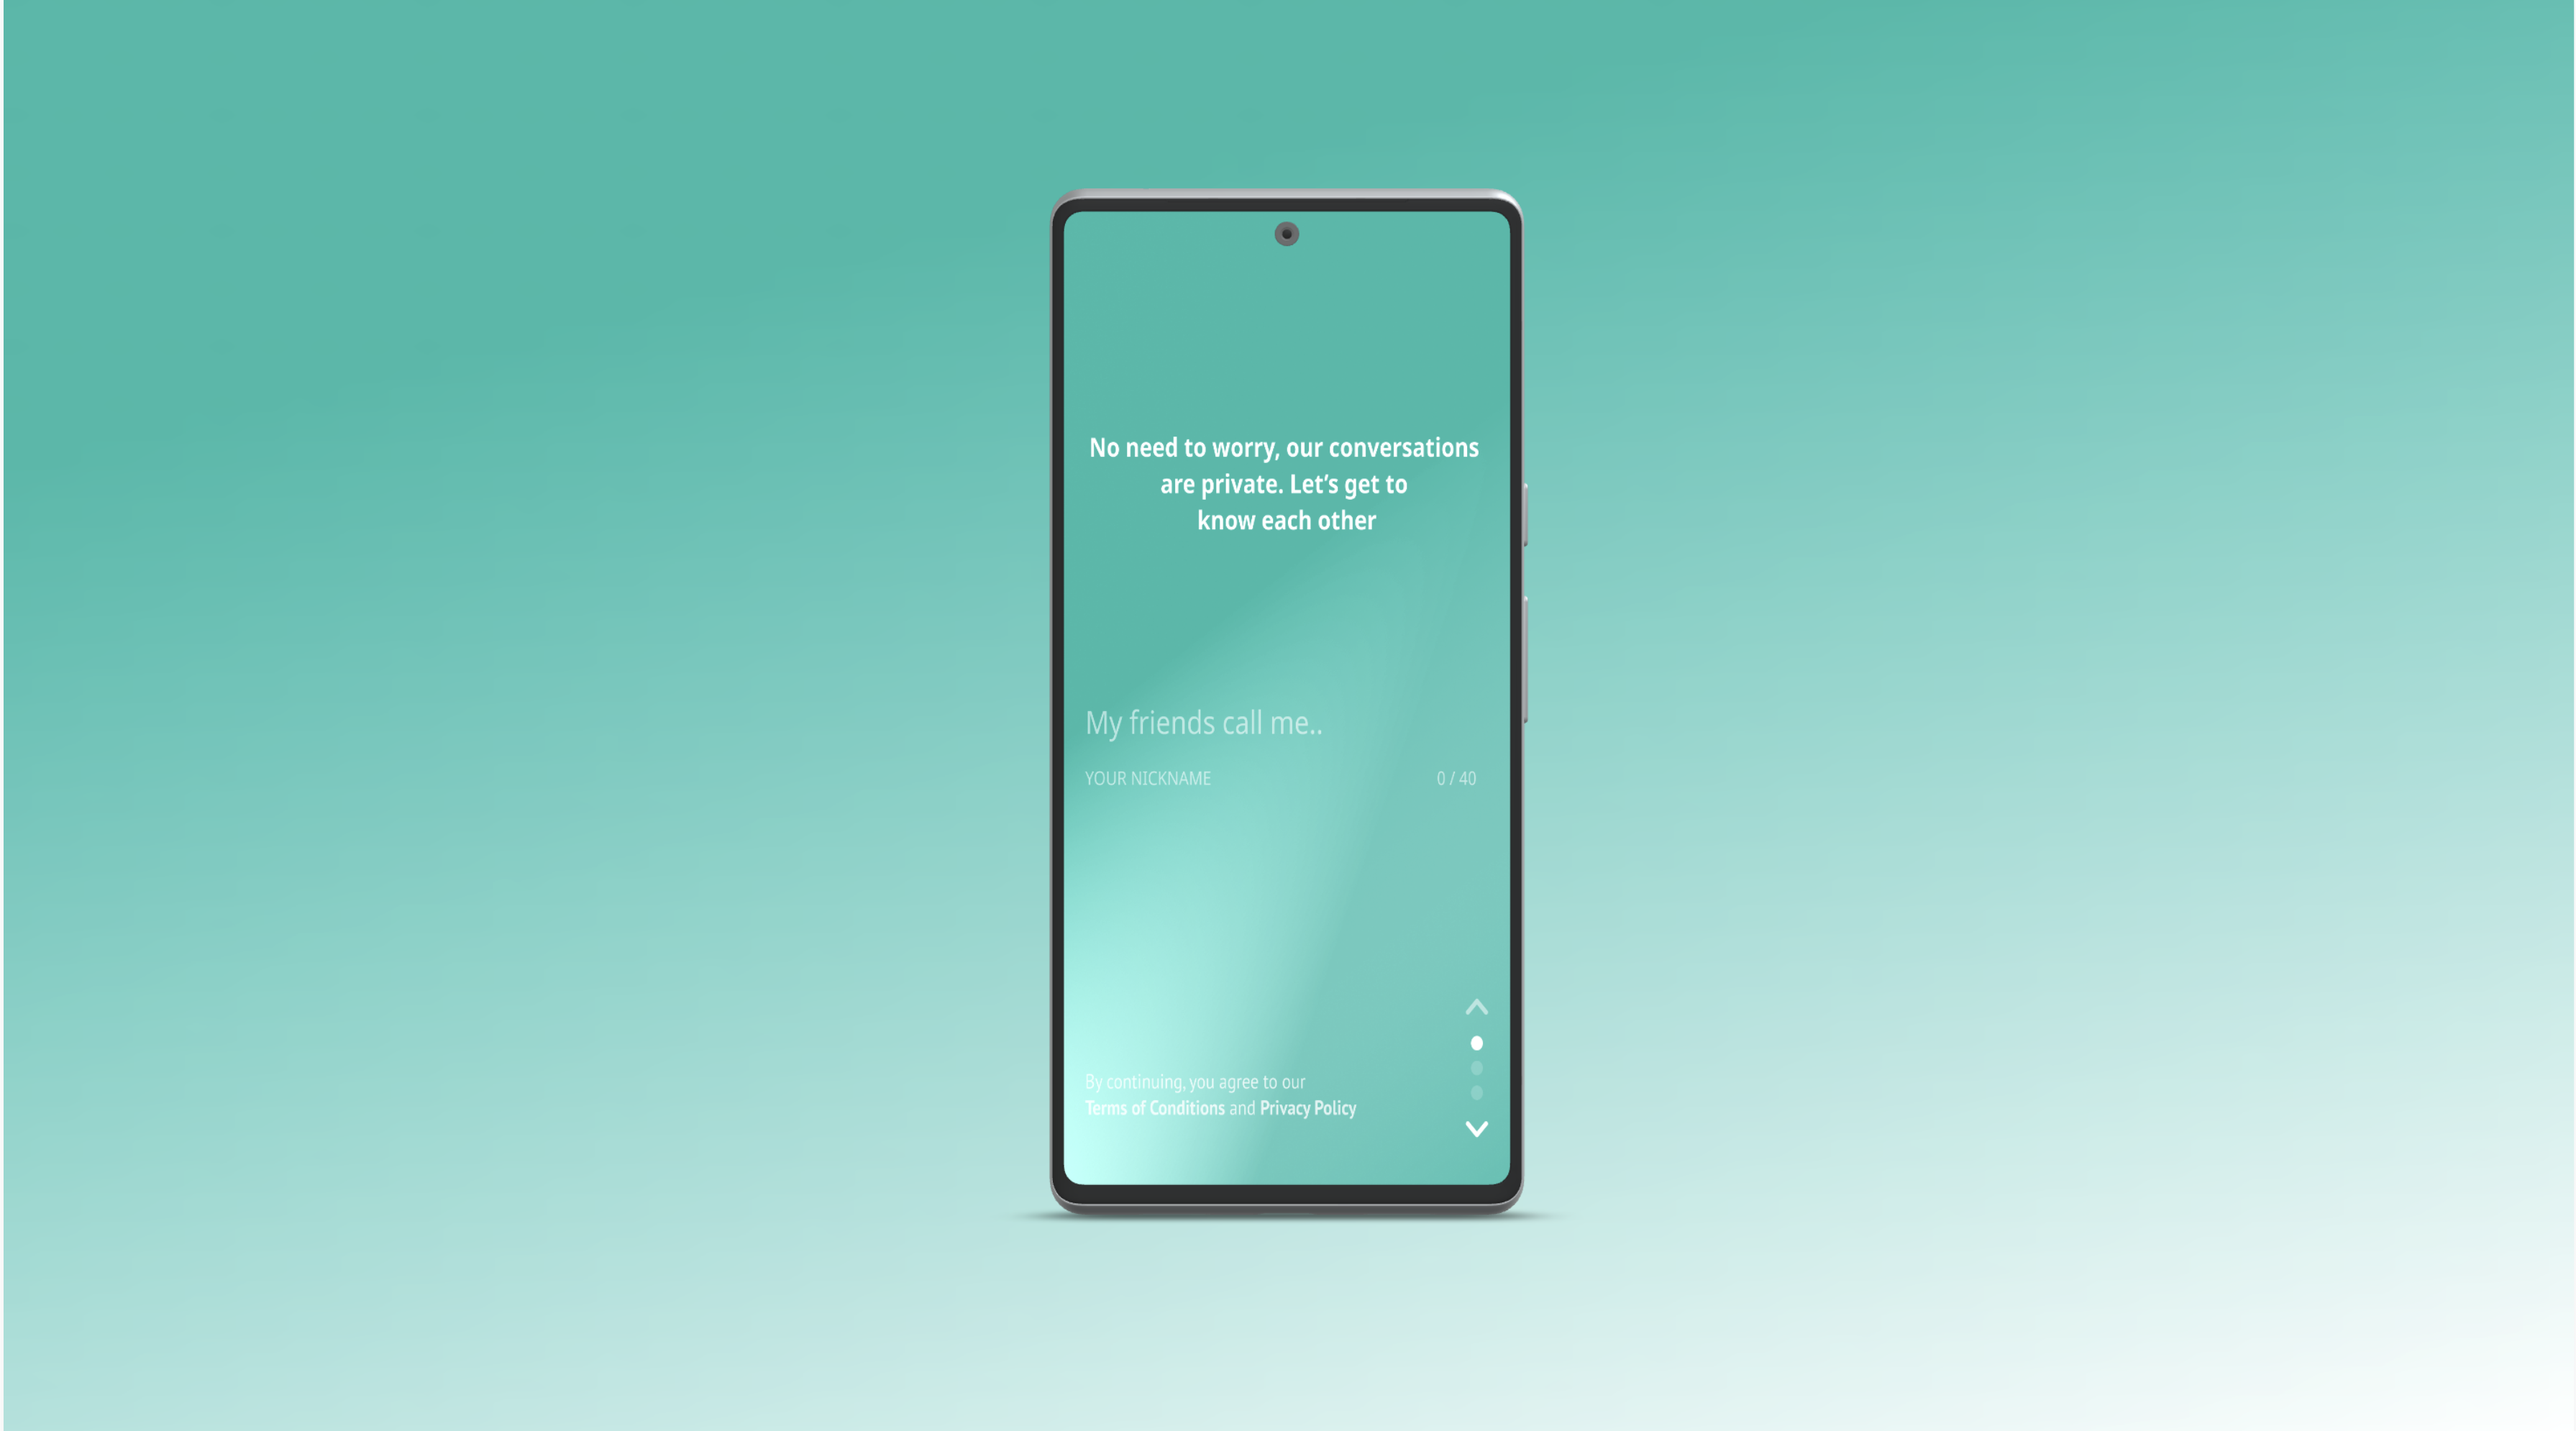 No need to worry, our conversations
are private. Let’s get to
know each other
My friends call me..
YOUR NICKNAME 0 / 40
By continuing, you agree to our
Terms of Conditions and Privacy Policy